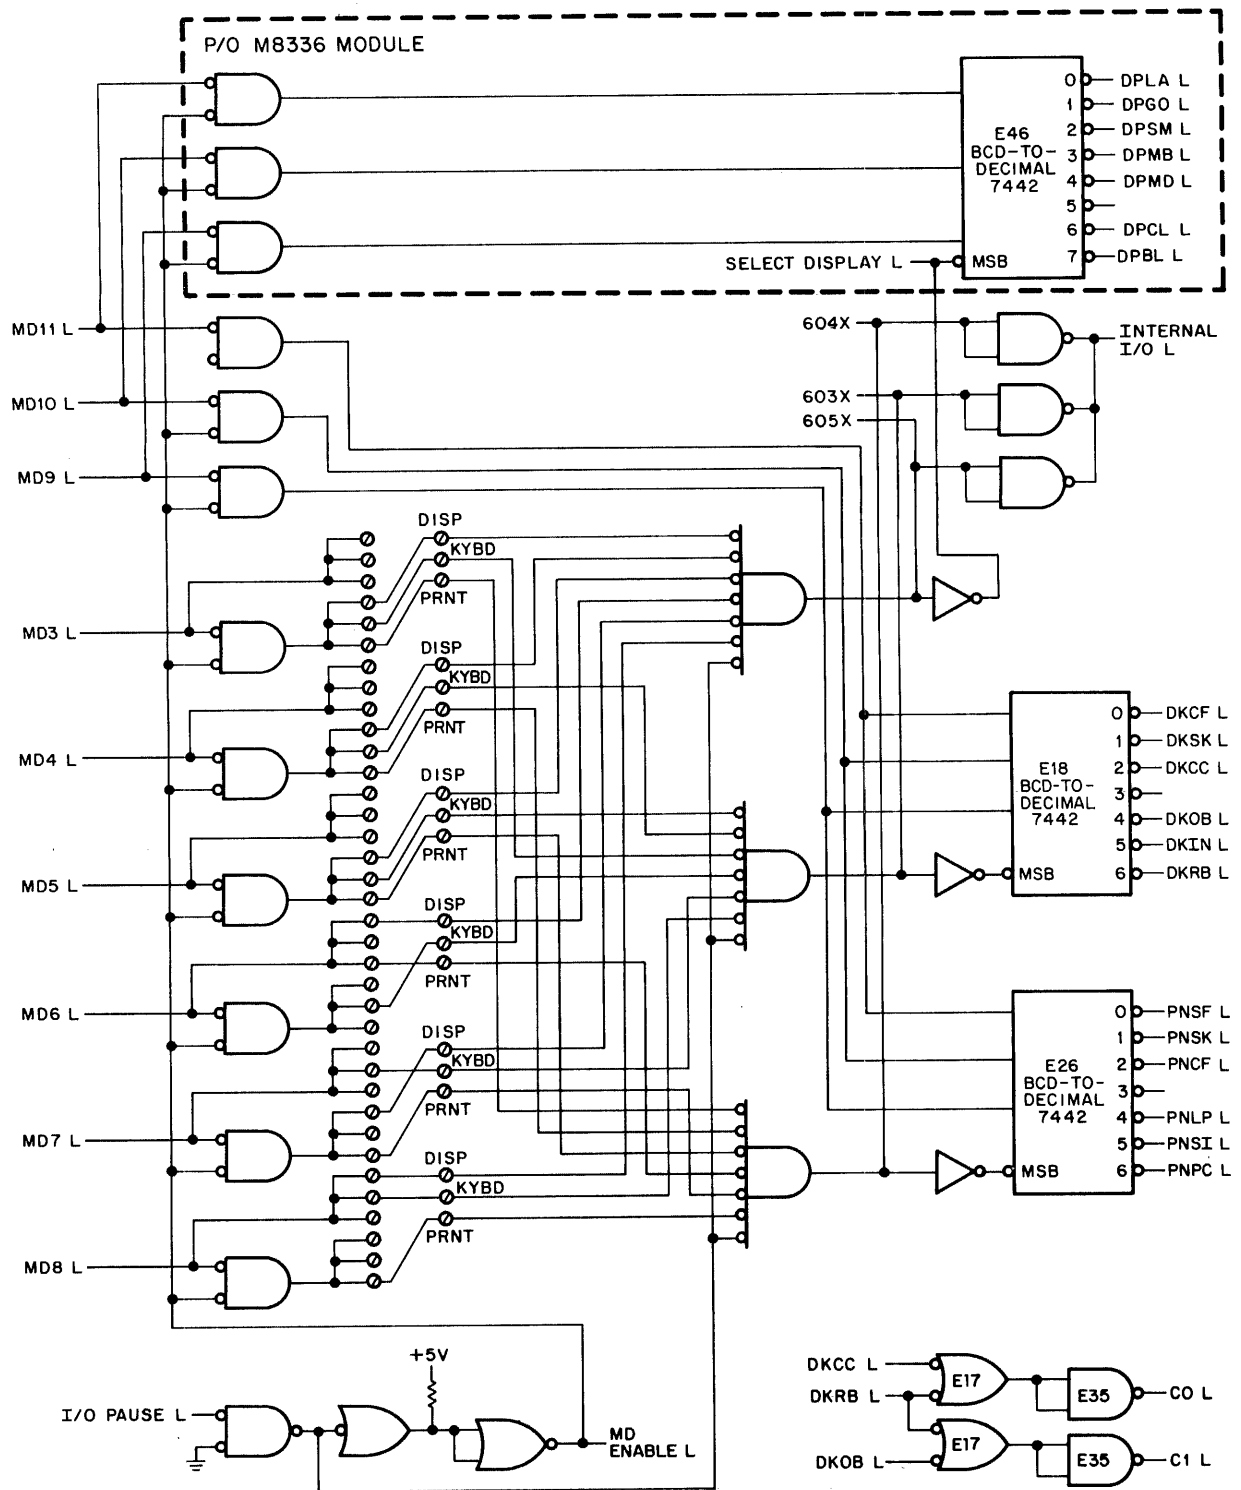 P/O M8336 MODULE
E46
BCD-TO-
DECIMAL
7442
0
1
2
3
4
5
6
7
MSB
DPLA L
DPGO L
DPSM L
DPMB L
DPMD L
DPCL L
DPBL L
SELECT DISPLAY L
MD11 L
MD10 L
MD9 L
604X
603X
605X
INTERNAL
I/O L
DISP
KYBD
PRNT
MD3 L
DISP
KYBD
PRNT
MD4 L
DISP
KYBD
PRNT
MD5 L
DISP
KYBD
PRNT
MD6 L
DISP
KYBD
PRNT
MD7 L
DISP
KYBD
PRNT
MD8 L
E18
BCD-TO-
DECIMAL
7442
0
1
2
3
4
5
6
MSB
DKCF L
DKSK L
DKCC L
DKOB L
DKIN L
DKRB L
E26
BCD-TO-
DECIMAL
7442
0
1
2
3
4
5
6
MSB
PNSF L
PNSK L
PNCF L
PNLP L
PNSI L
PNPC L
+5V
I/O PAUSE L
MD
ENABLE L
DKCC L
DKRB L
DKOB L
E17
E35
C0 L
E17
E35
C1 L